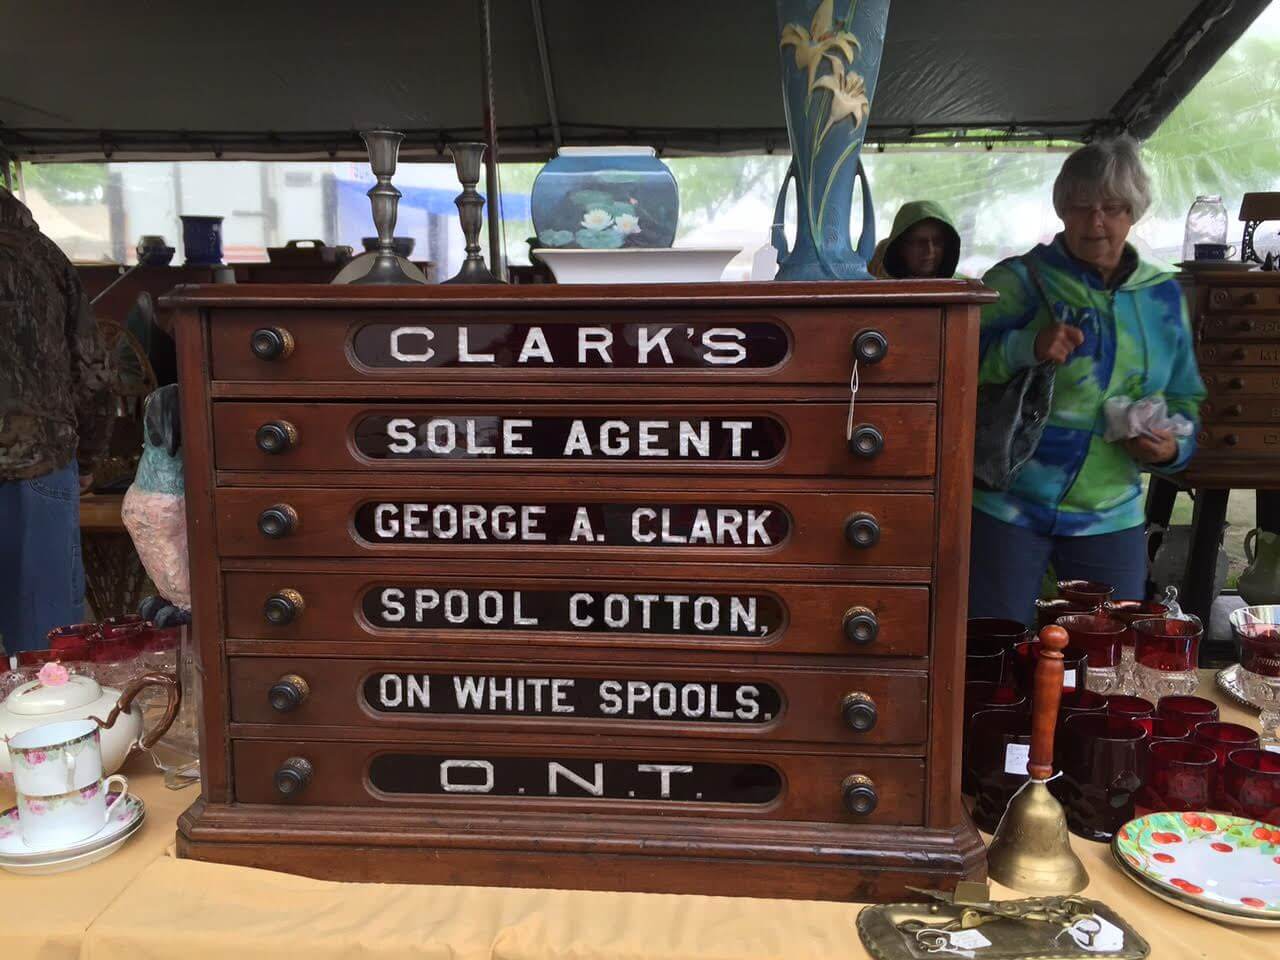 CLARK'S
SOLE AGENT.
GEORGE A. CLARK
SPOOL COTTON,
ON WHITE SPOOLS.
O.N.T.